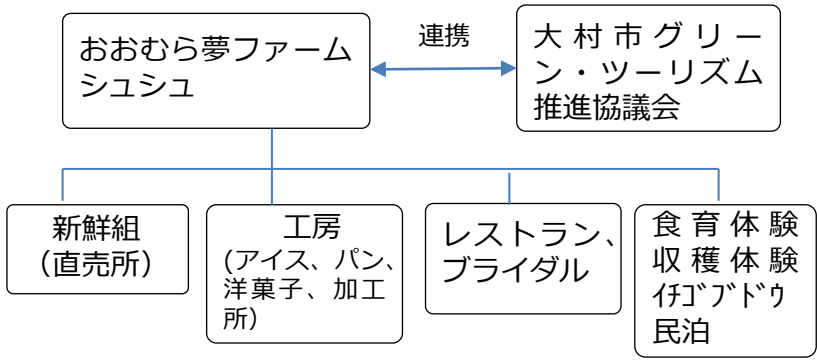 おおむら夢ファーム
シュシュ
連携
大村市グリー
ン・ツーリズム
推進協議会
新鮮組
（直売所）
工房
(アイス、パン、
洋菓子、加工
所）
レストラン、
ブライダル
食育体験
収穫体験
ｲﾁｺﾞﾌﾞﾄﾞｳ
民泊